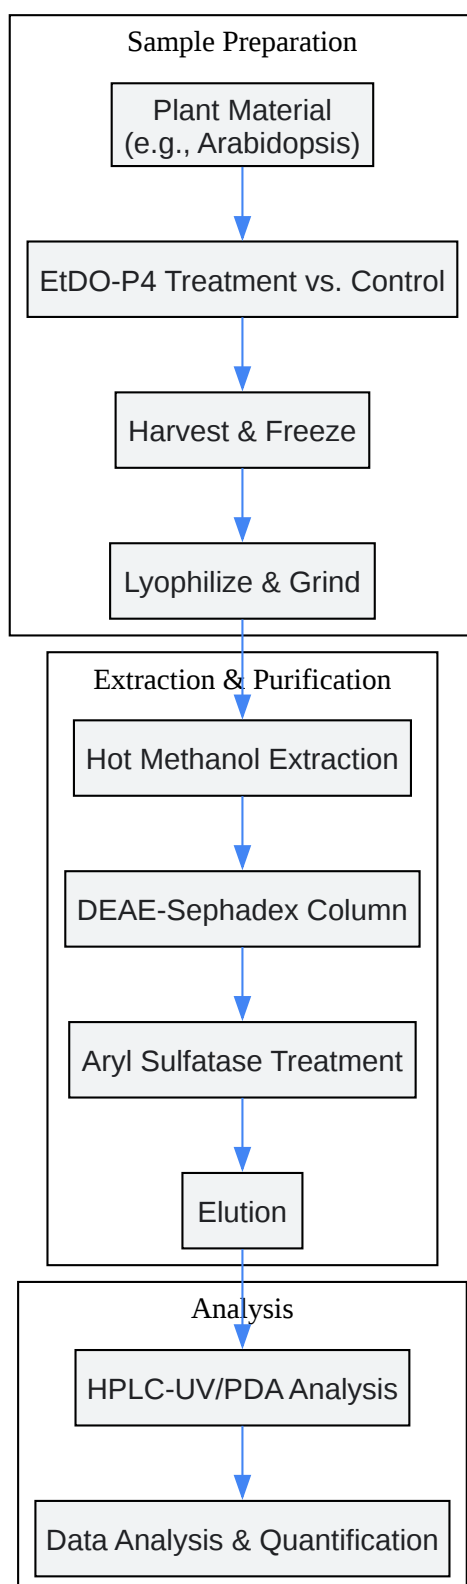 Sample Preparation
Plant Material
(e.g., Arabidopsis)
EtDO-P4 Treatment vs. Control
Harvest & Freeze
Lyophilize & Grind
Extraction & Purification
Hot Methanol Extraction
DEAE-Sephadex Column
Aryl Sulfatase Treatment
Elution
Analysis
HPLC-UV/PDA Analysis
Data Analysis & Quantification